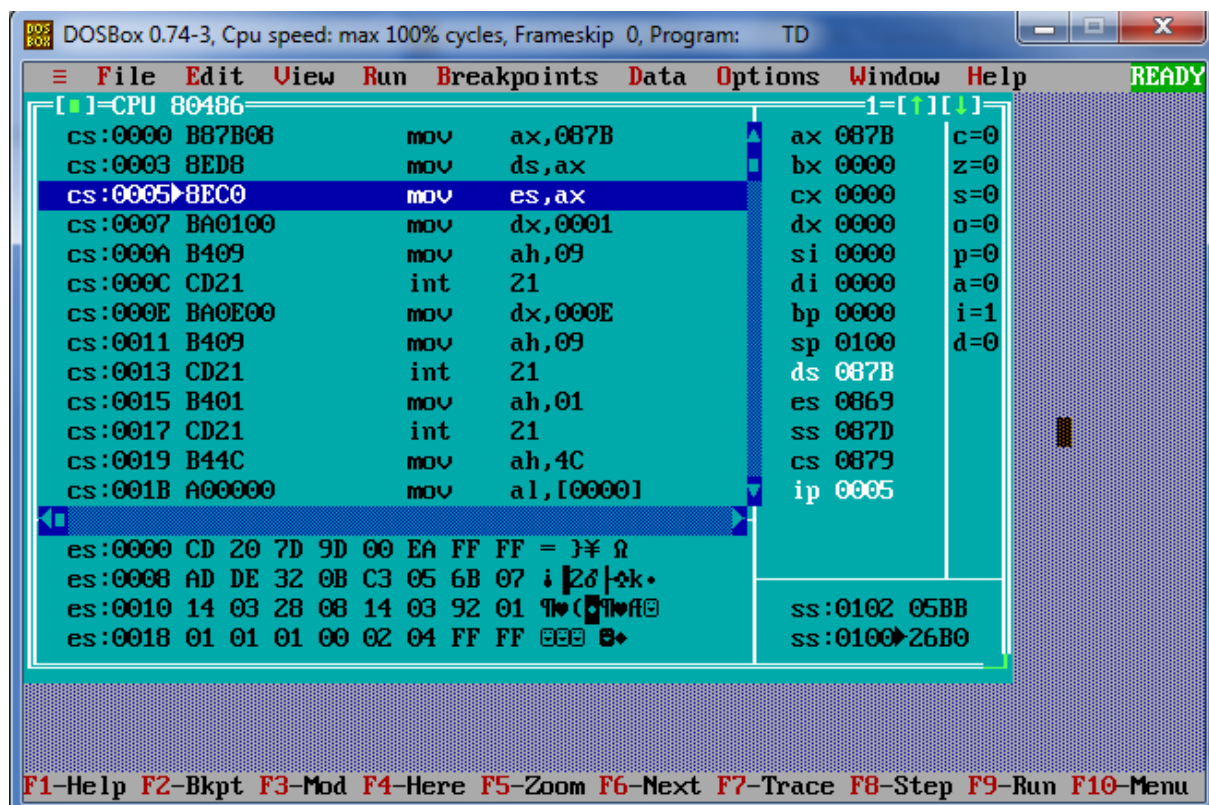 DOSBox 0.74-3, Cpu speed: max 100% cycles, Frameskip 0, Program: TD
≡ File Edit View Run Breakpoints Data Options Window Help READY
[■]=CPU 80486 1=[↑][↓]
cs:0000 B87B08 mov ax,087B ax 087B c=0
cs:0003 8ED8 mov ds,ax bx 0000 z=0
cs:0005►8EC0 mov es,ax cx 0000 s=0
cs:0007 BA0100 mov dx,0001 dx 0000 o=0
cs:000A B409 mov ah,09 si 0000 p=0
cs:000C CD21 int 21 di 0000 a=0
cs:000E BA0E00 mov dx,000E bp 0000 i=1
cs:0011 B409 mov ah,09 sp 0100 d=0
cs:0013 CD21 int 21 ds 087B
cs:0015 B401 mov ah,01 es 0869
cs:0017 CD21 int 21 ss 087D
cs:0019 B44C mov ah,4C cs 0879
cs:001B A00000 mov al,[0000] ip 0005
es:0000 CD 20 7D 9D 00 EA FF FF = }¥ Ω
es:0008 AD DE 32 0B C3 05 6B 07 ¡▐2♂├♣k•
es:0010 14 03 28 08 14 03 92 01 ¶♥(◘¶♥Æ☺ ss:0102 05BB
es:0018 01 01 01 00 02 04 FF FF ☺☺☺ ☻♦ ss:0100►26B0
F1-Help F2-Bkpt F3-Mod F4-Here F5-Zoom F6-Next F7-Trace F8-Step F9-Run F10-Menu